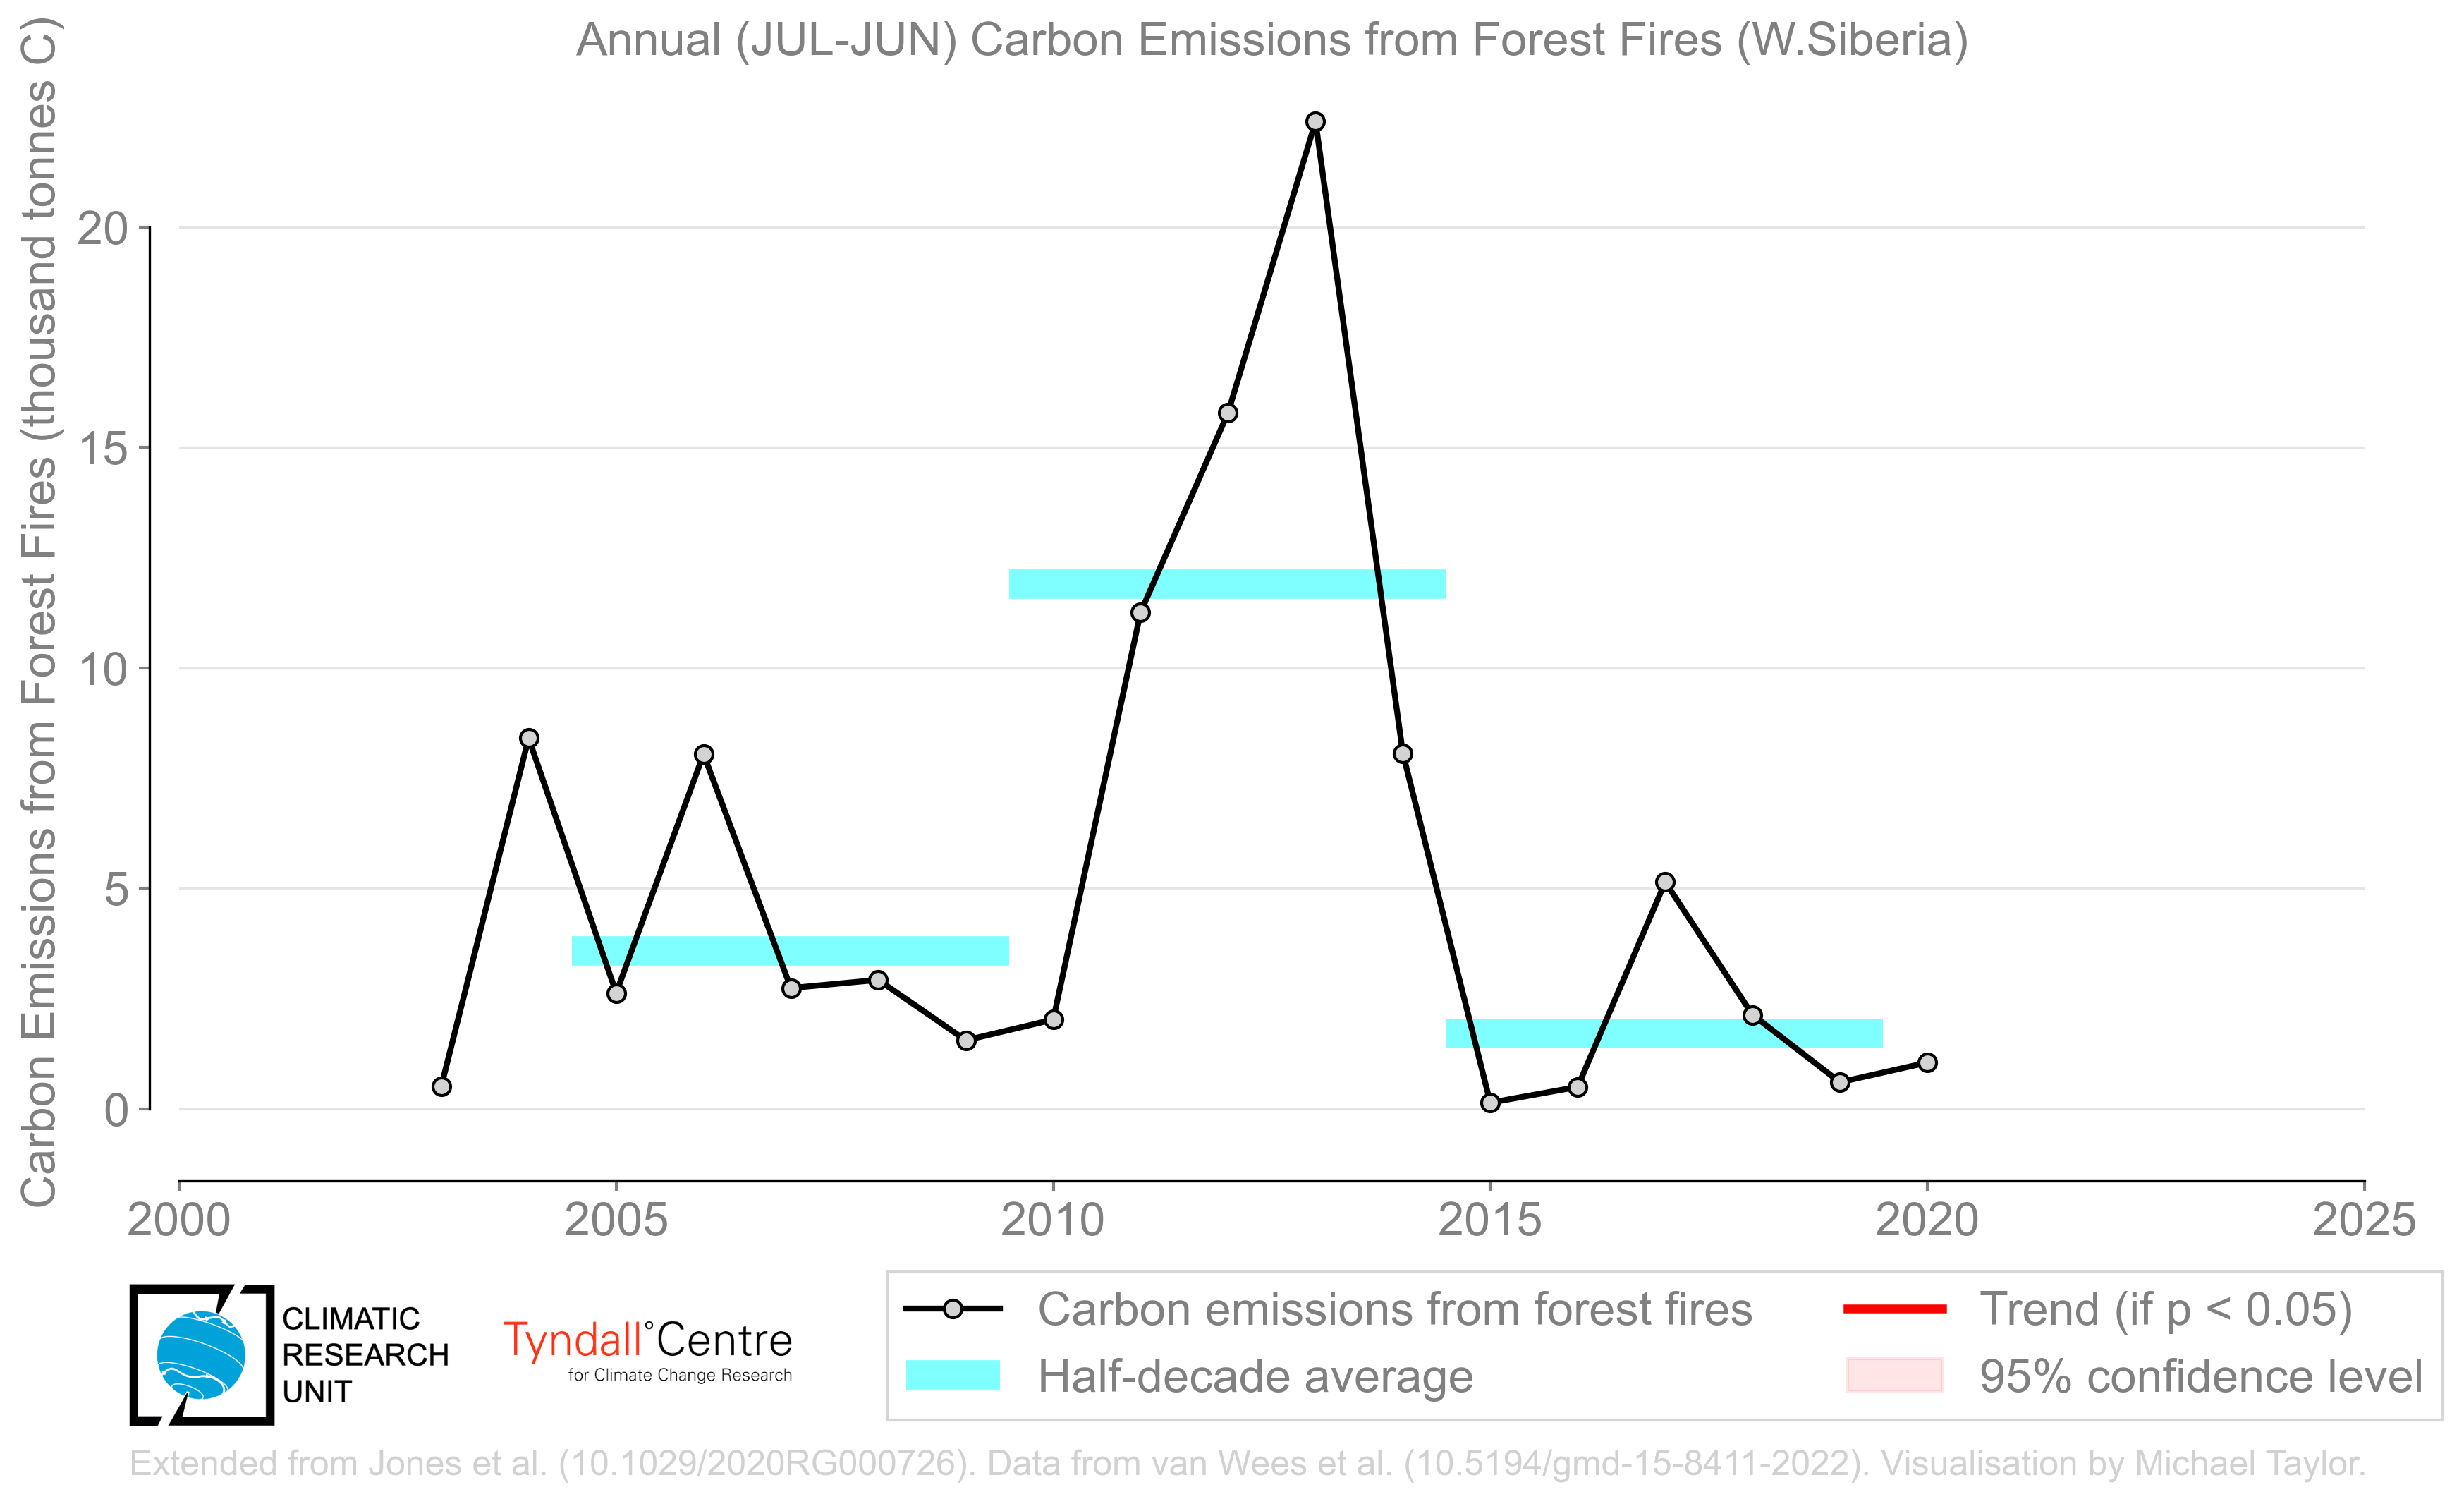 Annual (JUL-JUN) Carbon Emissions from Forest Fires (W.Siberia)
Carbon Emissions from Forest Fires (thousand tonnes C)
20
15
10
5
0
2000 2005 2010 2015 2020 2025
CLIMATIC
RESEARCH
UNIT
Tyndall°Centre
for Climate Change Research
Carbon emissions from forest fires
Half-decade average
Trend (if p < 0.05)
95% confidence level
Extended from Jones et al. (10.1029/2020RG000726). Data from van Wees et al. (10.5194/gmd-15-8411-2022). Visualisation by Michael Taylor.